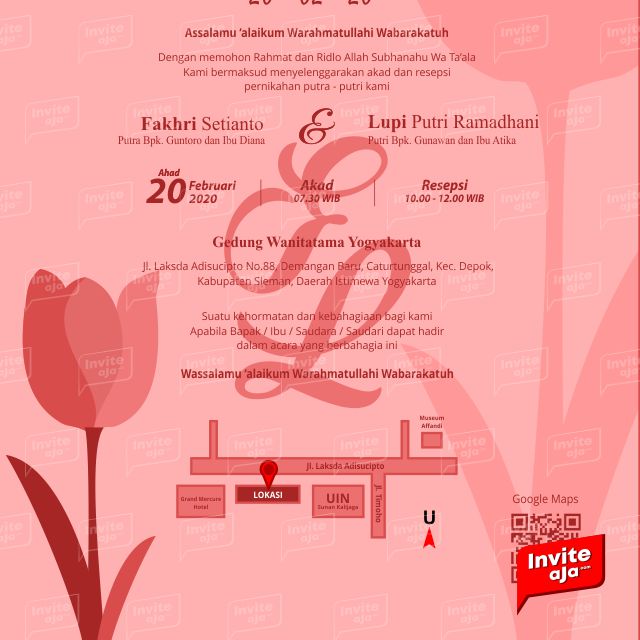 20 - 02 - 20
Assalamu ‘alaikum Warahmatullahi Wabarakatuh
Dengan memohon Rahmat dan Ridlo Allah Subhanahu Wa Ta’ala
Kami bermaksud menyelenggarakan akad dan resepsi
pernikahan putra - putri kami
Fakhri Setianto & Lupi Putri Ramadhani
Putra Bpk. Guntoro dan Ibu Diana Putri Bpk. Gunawan dan Ibu Atika
Ahad
20 Februari 2020
Akad
07.30 WIB
Resepsi
10.00 - 12.00 WIB
Gedung Wanitatama Yogyakarta
Jl. Laksda Adisucipto No.88, Demangan Baru, Caturtunggal, Kec. Depok,
Kabupaten Sleman, Daerah Istimewa Yogyakarta
Suatu kehormatan dan kebahagiaan bagi kami
Apabila Bapak / Ibu / Saudara / Saudari dapat hadir
dalam acara yang berbahagia ini
Wassalamu ‘alaikum Warahmatullahi Wabarakatuh
Museum
Affandi
Jl. Laksda Adisucipto
Grand Mercure
Hotel
LOKASI
UIN
Sunan Kalijaga
Jl. Timoho
U
Google Maps
Invite
aja.com